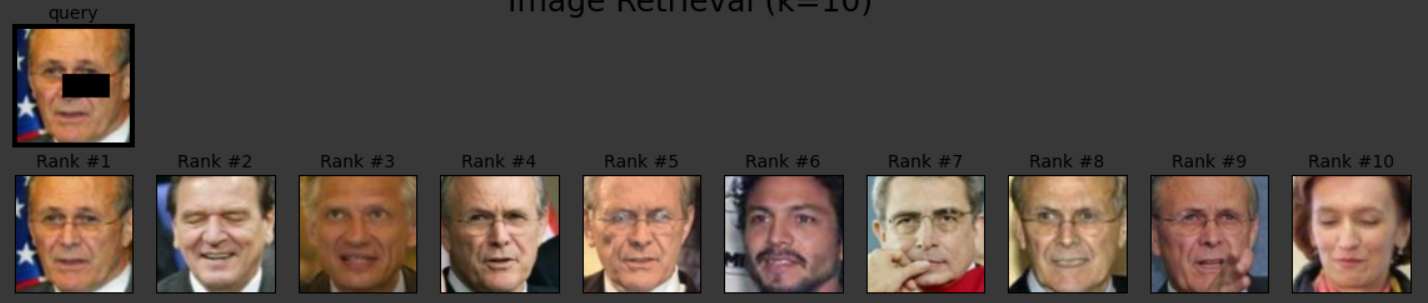 Image Retrieval (k=10)
query
Rank #1 Rank #2 Rank #3 Rank #4 Rank #5 Rank #6 Rank #7 Rank #8 Rank #9 Rank #10